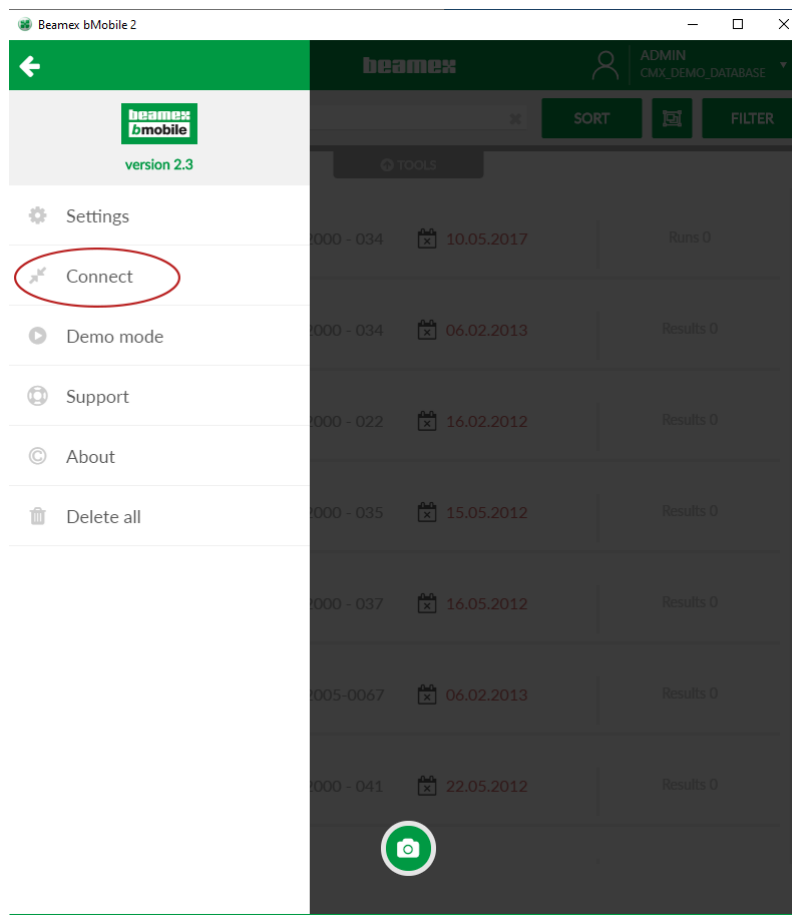 Beamex bMobile 2
beamex
ADMIN
CMX_DEMO_DATABASE
beamex
bmobile
version 2.3
SORT
FILTER
TOOLS
Settings
2000 - 034 10.05.2017 Runs 0
Connect
Demo mode
2000 - 034 06.02.2013 Results 0
Support
2000 - 022 16.02.2012 Results 0
About
Delete all
2000 - 035 15.05.2012 Results 0
2000 - 037 16.05.2012 Results 0
2005-0067 06.02.2013 Results 0
2000 - 041 22.05.2012 Results 0